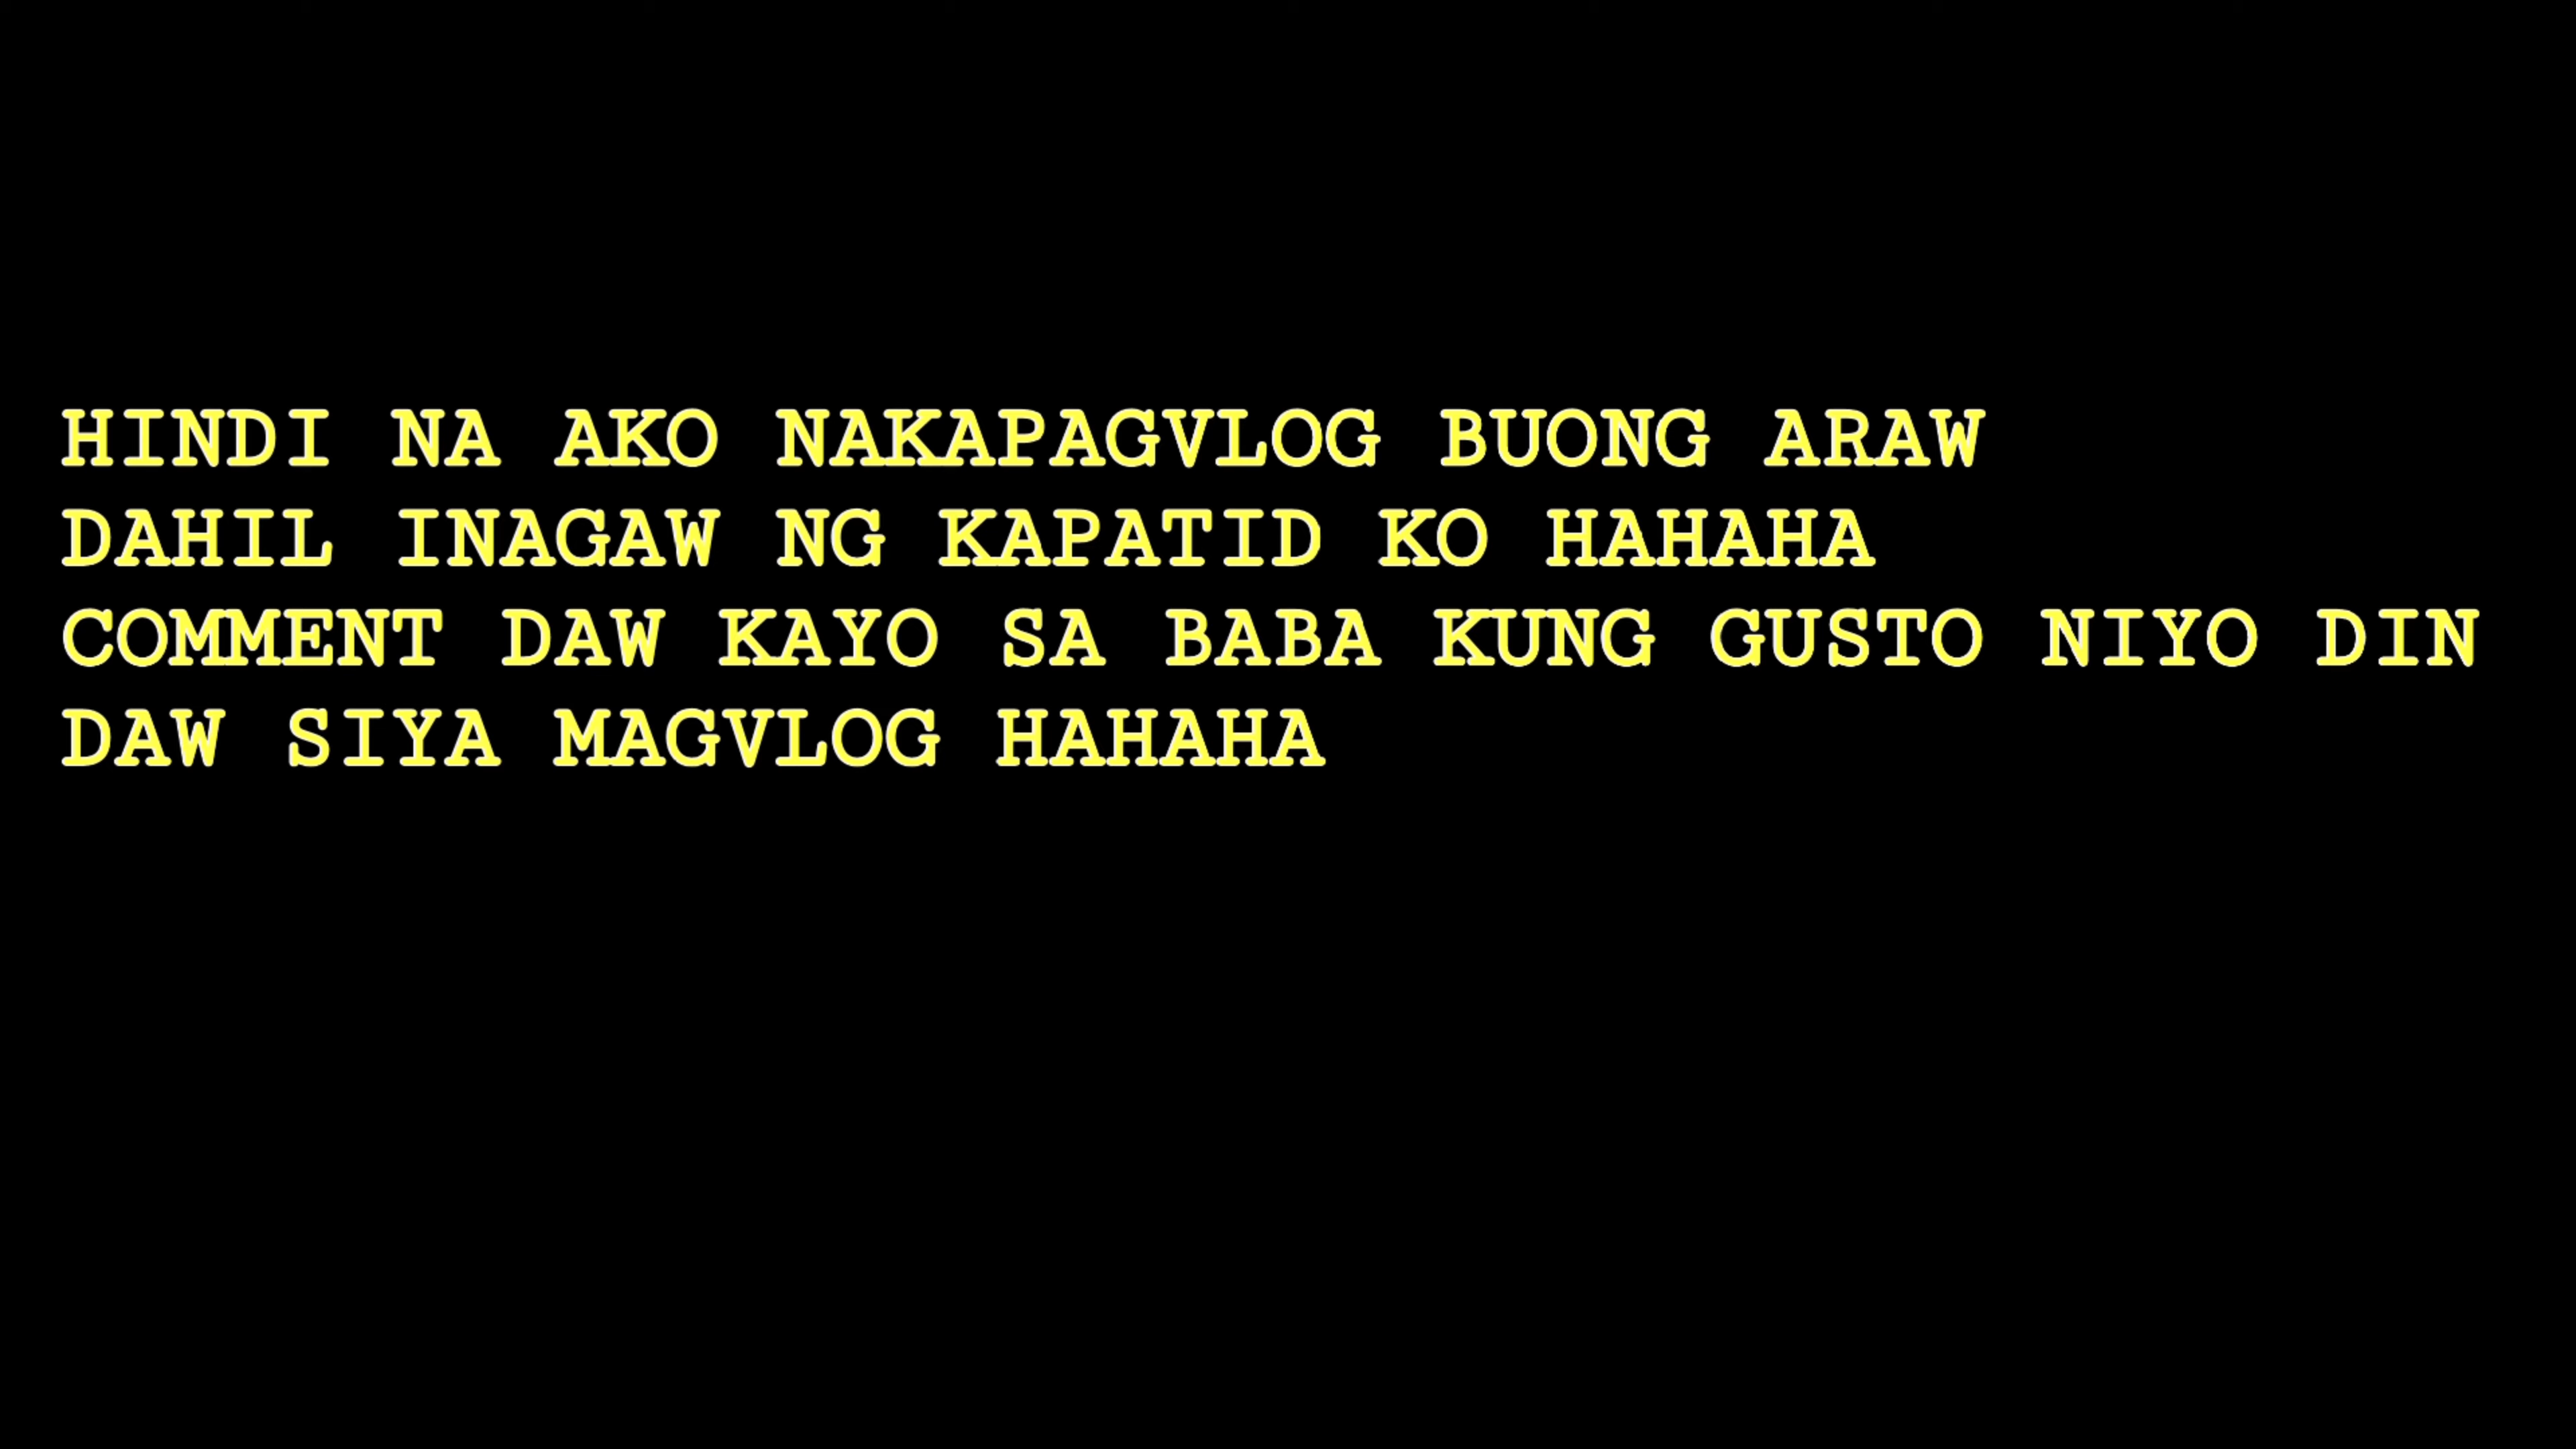 HINDI NA AKO NAKAPAGVLOG BUONG ARAW
DAHIL INAGAW NG KAPATID KO HAHAHA
COMMENT DAW KAYO SA BABA KUNG GUSTO NIYO DIN
DAW SIYA MAGVLOG HAHAHA